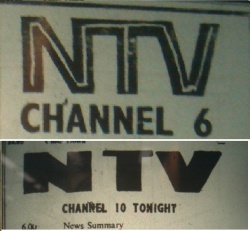 NTV
CHANNEL 6
NTV
CHANNEL 10 TONIGHT
6.00 News Summary